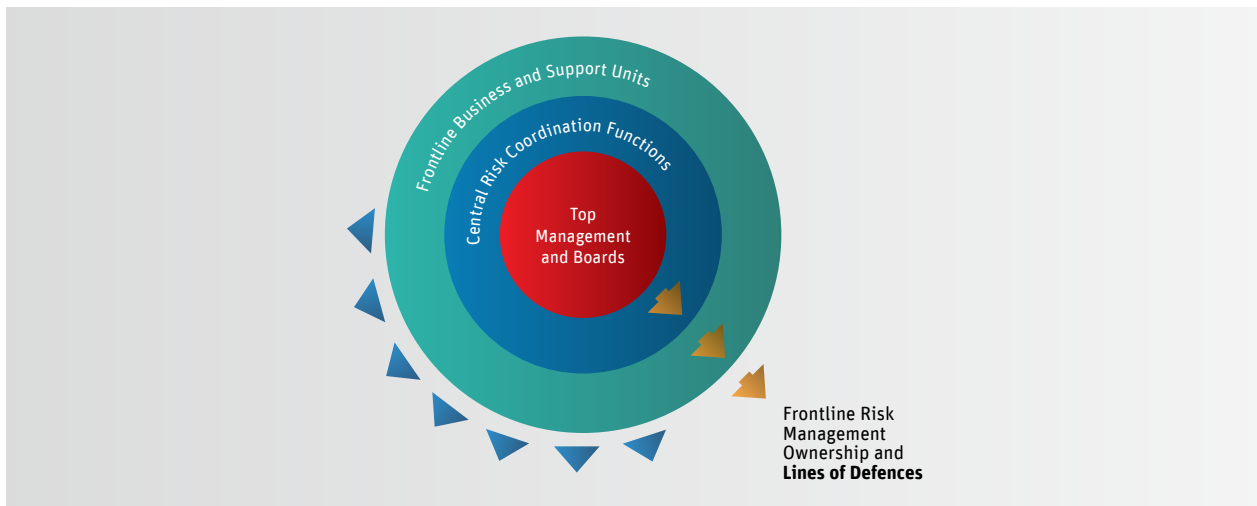 Frontline Business and Support Units
Central Risk Coordination Functions
Top
Management
and Boards
Frontline Risk
Management
Ownership and
Lines of Defences